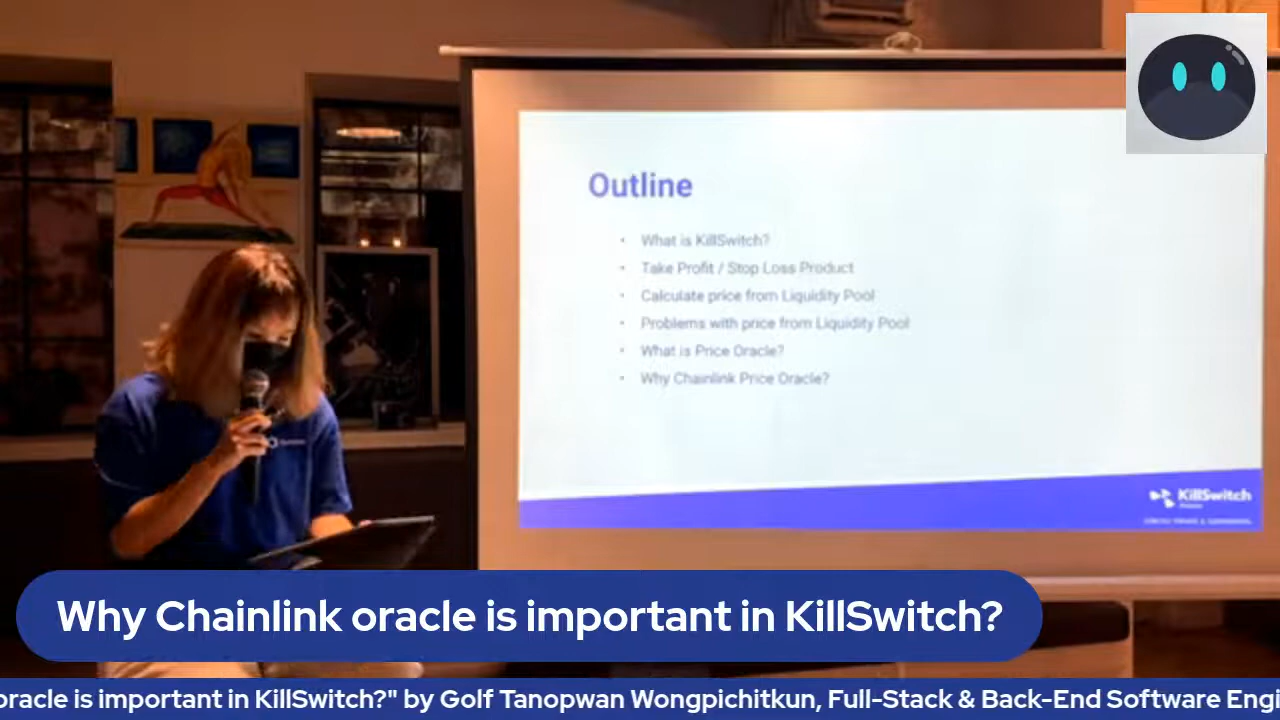 Outline
• What is KillSwitch?
• Take Profit / Stop Loss Product
• Calculate price from Liquidity Pool
• Problems with price from Liquidity Pool
• What is Price Oracle?
• Why Chainlink Price Oracle?
KillSwitch
Why Chainlink oracle is important in KillSwitch?
oracle is important in KillSwitch?" by Golf Tanopwan Wongpichitkun, Full-Stack & Back-End Software Engi